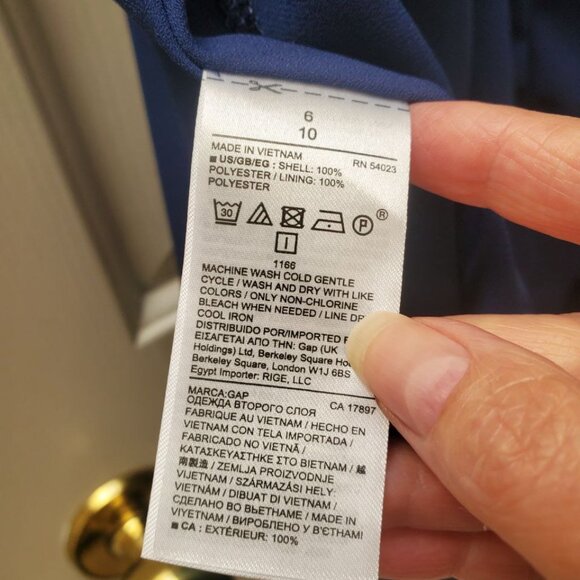 6
10
MADE IN VIETNAM RN 54023
US/GB/EG : SHELL: 100%
POLYESTER / LINING: 100%
POLYESTER
30 P ®
1166
MACHINE WASH COLD GENTLE
CYCLE / WASH AND DRY WITH LIKE
COLORS / ONLY NON-CHLORINE
BLEACH WHEN NEEDED / LINE DRY
COOL IRON
DISTRIBUIDO POR/IMPORTED
ΕΙΣΑΓΕΤΑΙ ΑΠΟ ΤΗΝ: Gap (UK
Holdings) Ltd, Berkeley Square
Berkeley Square, London W1J 6BS
Egypt Importer: RIGE, LLC
MARCA:GAP CA 17897
ОДЕЖДА ВТОРОГО СЛОЯ
FABRIQUE AU VIETNAM / HECHO EN
VIETNAM CON TELA IMPORTADA /
FABRICADO NO VIETNÃ /
ΚΑΤΑΣΚΕΥΑΣΤΗΚΕ ΣΤΟ ΒΙΕΤΝΑΜ / 越
南製造 / ZEMLJA PROIZVODNJE
VIJETNAM / SZÁRMAZÁSI HELY:
VIETNÁM / DIBUAT DI VIETNAM /
СДЕЛАНО ВО ВЬЕТНАМЕ / MADE IN
VIYETNAM / ВИРОБЛЕНО У В'ЄТНАМІ
CA : EXTÉRIEUR: 100%